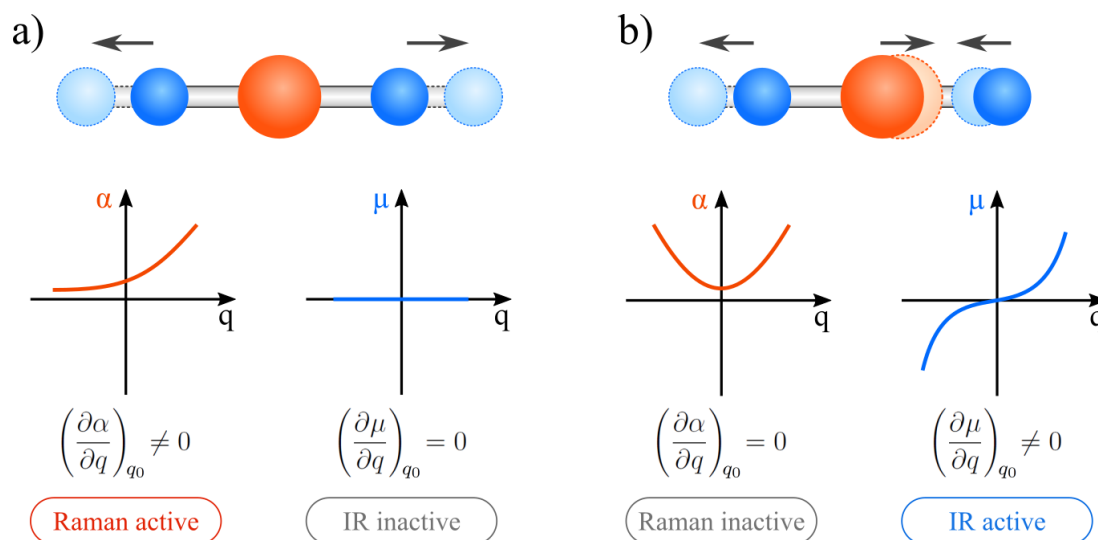 a)
b)
α
μ
α
μ
q
q
q
q
(∂α/∂q)q₀ ≠ 0
(∂μ/∂q)q₀ = 0
(∂α/∂q)q₀ = 0
(∂μ/∂q)q₀ ≠ 0
Raman active
IR inactive
Raman inactive
IR active